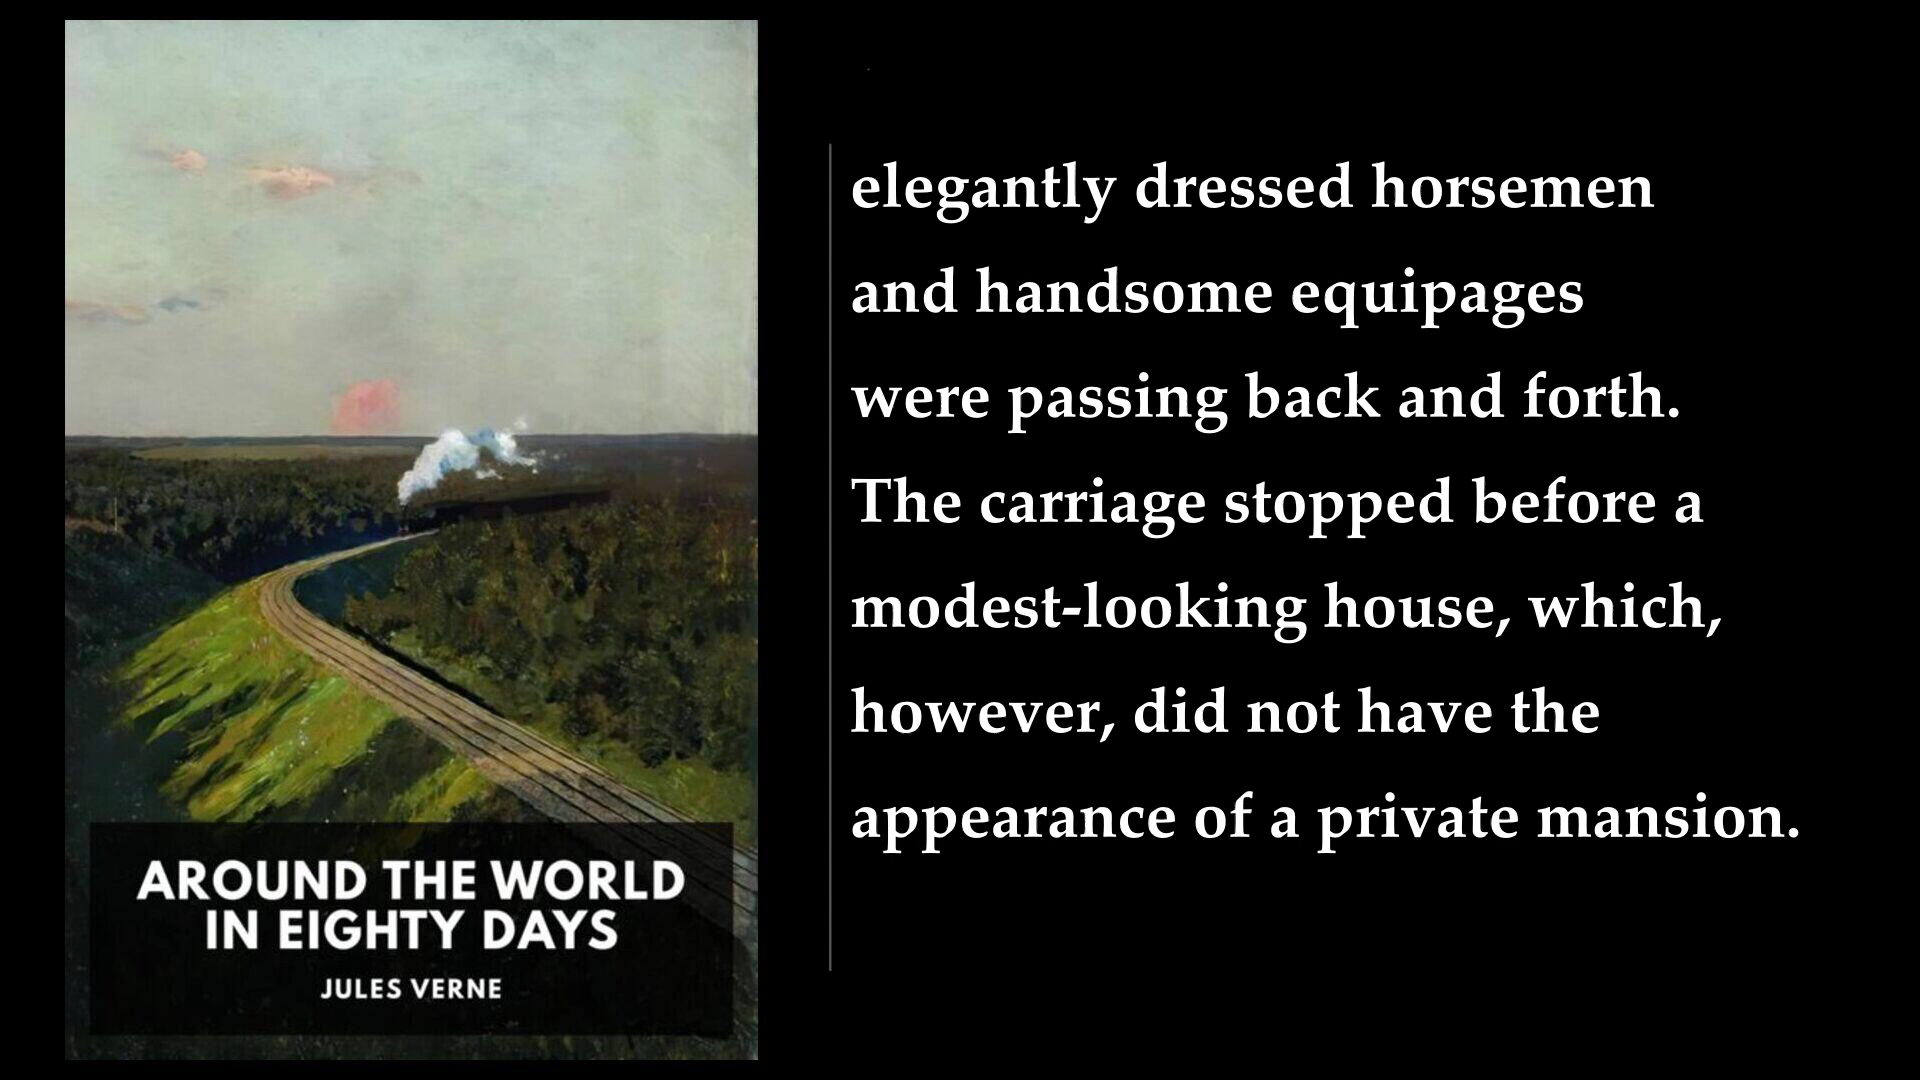 AROUND THE WORLD
IN EIGHTY DAYS
JULES VERNE
elegantly dressed horsemen
and handsome equipages
were passing back and forth.
The carriage stopped before a
modest-looking house, which,
however, did not have the
appearance of a private mansion.